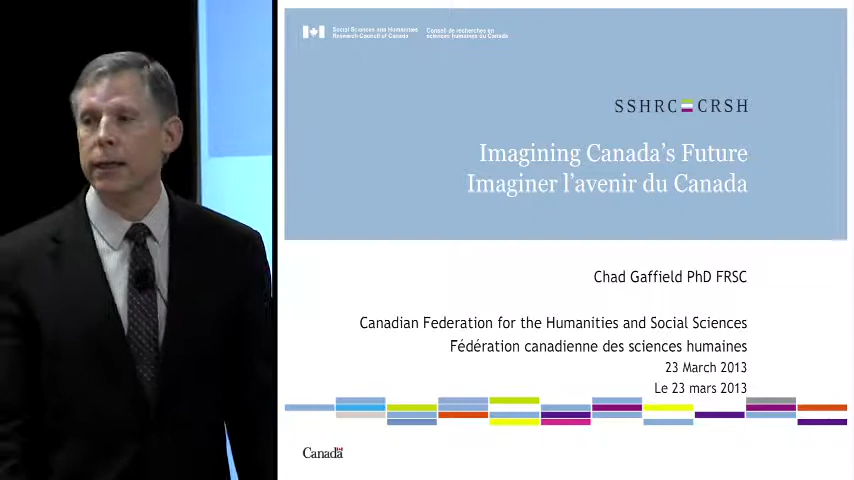 Social Sciences and Humanities
Research Council of Canada
Conseil de recherches en
sciences humaines du Canada
SSHRC CRSH
Imagining Canada's Future
Imaginer l'avenir du Canada
Chad Gaffield PhD FRSC
Canadian Federation for the Humanities and Social Sciences
Fédération canadienne des sciences humaines
23 March 2013
Le 23 mars 2013
Canada